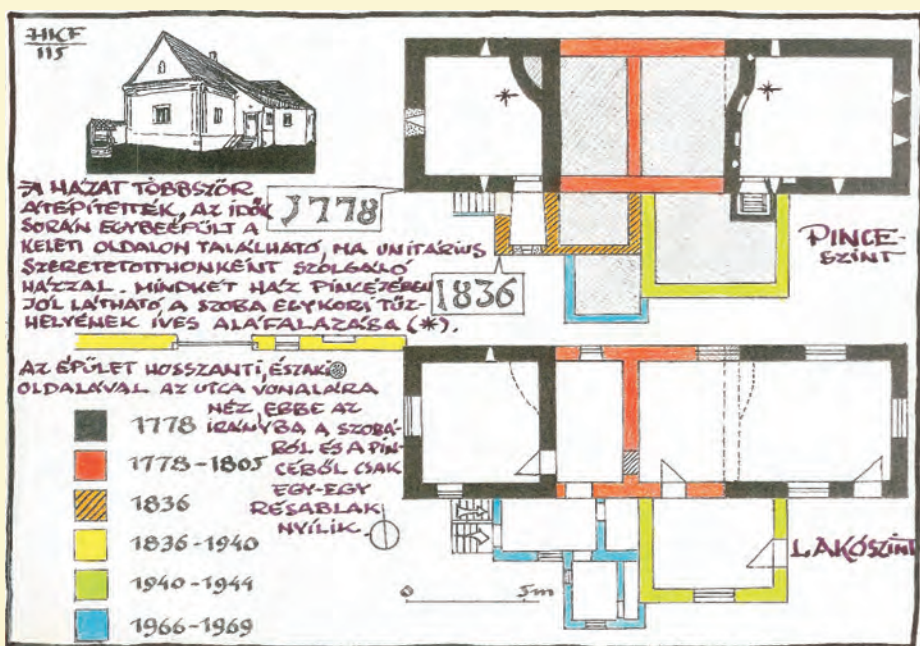 HKF
115
A HÁZAT TÖBBSZÖR
ÁTÉPÍTETTÉK, AZ IDŐK
SORÁN EGYBEÉPÜLT A
KELETI OLDALON TALÁLHATÓ, MA UNITÁRIUS
SZERETETOTTHONKÉNT SZOLGÁLÓ
HÁZZAL. MINDKÉT HÁZ PINCÉJÉBEN
JÓL LÁTHATÓ A SZOBA EGYKORI TŰZ-
HELYÉNEK ÍVES ALÁFALAZÁSA (*).
1778
1836
PINCE-
SZINT
AZ ÉPÜLET HOSSZANTI, ÉSZAKI
OLDALÁVAL AZ UTCA VONALÁRA
NÉZ, EBBE AZ
IRÁNYBA A SZOBÁ-
BÓL ÉS A PIN-
CÉBŐL CSAK
EGY-EGY
RÉSABLAK
NYÍLIK.
1778
1778-1805
1836
1836-1940
1940-1944
1966-1969
0 5m
LAKÓSZINT